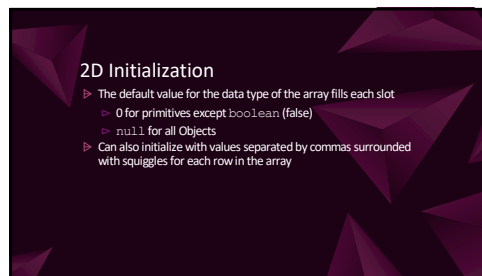 2D Initialization
The default value for the data type of the array fills each slot
0 for primitives except boolean (false)
null for all Objects
Can also initialize with values separated by commas surrounded
with squiggles for each row in the array